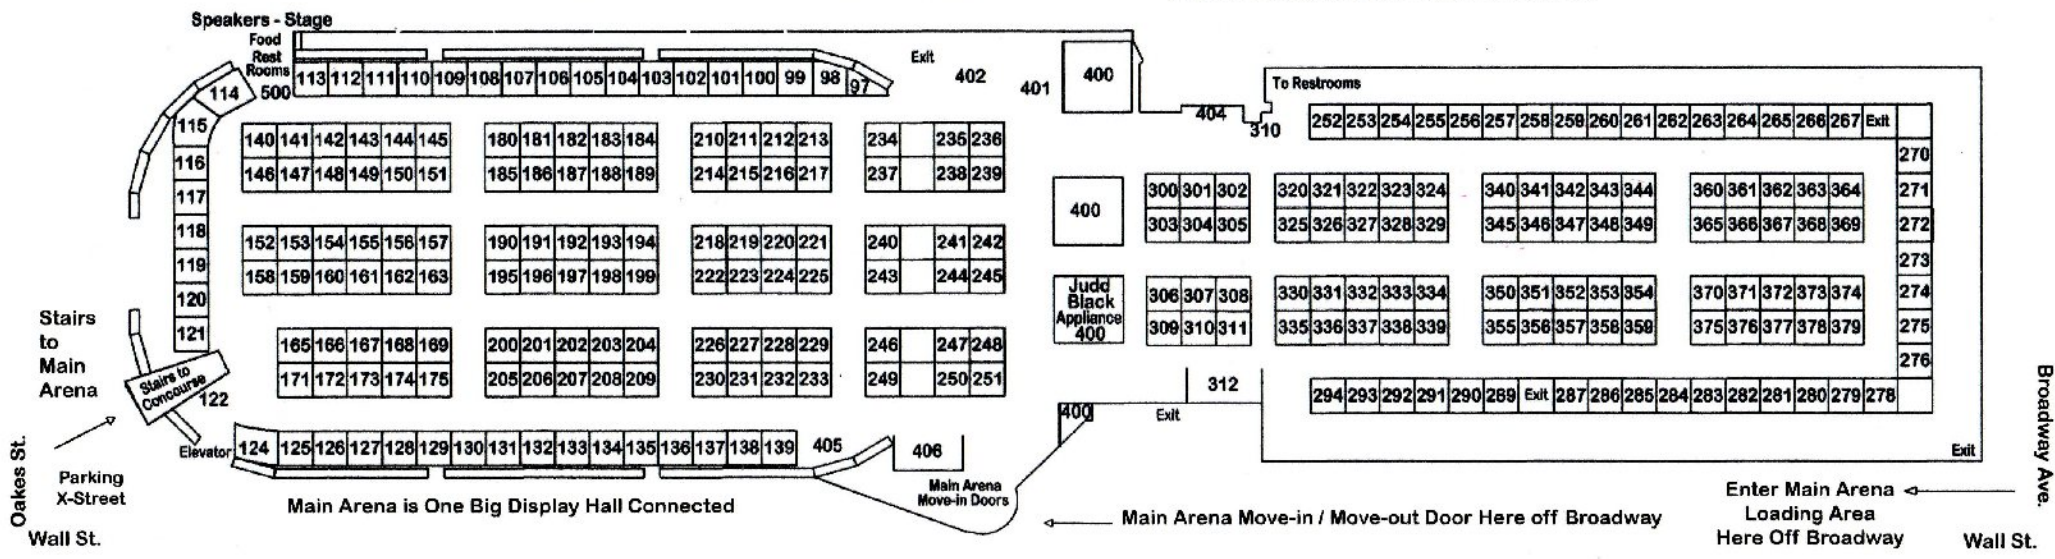 Speakers - Stage
Food
Rest
Rooms
500
113 112 111 110 109 108 107 106 105 104 103 102 101 100 99 98 97
Exit
402
401
400
404
310
To Restrooms
114
115
116
117
118
119
120
121
140 141 142 143 144 145
146 147 148 149 150 151
180 181 182 183 184
185 186 187 188 189
210 211 212 213
214 215 216 217
234 235 236
237 238 239
152 153 154 155 156 157
158 159 160 161 162 163
190 191 192 193 194
195 196 197 198 199
218 219 220 221
222 223 224 225
240 241 242
243 244 245
165 166 167 168 169
171 172 173 174 175
200 201 202 203 204
205 206 207 208 209
226 227 228 229
230 231 232 233
246 247 248
249 250 251
400
Judd
Black
Appliance
400
400
252 253 254 255 256 257 258 259 260 261 262 263 264 265 266 267 Exit
270
271
272
273
274
275
276
300 301 302
303 304 305
320 321 322 323 324
325 326 327 328 329
340 341 342 343 344
345 346 347 348 349
360 361 362 363 364
365 366 367 368 369
306 307 308
309 310 311
330 331 332 333 334
335 336 337 338 339
350 351 352 353 354
355 356 357 358 359
370 371 372 373 374
375 376 377 378 379
312
Exit
294 293 292 291 290 289 Exit 287 286 285 284 283 282 281 280 279 278
Exit
Stairs
to
Main
Arena
Stairs to
Concourse
122
Elevator
124 125 126 127 128 129 130 131 132 133 134 135 136 137 138 139
405
406
Main Arena
Move-in Doors
Oakes St.
Parking
X-Street
Wall St.
Main Arena is One Big Display Hall Connected
Main Arena Move-in / Move-out Door Here off Broadway
Enter Main Arena
Loading Area
Here Off Broadway
Broadway Ave.
Wall St.